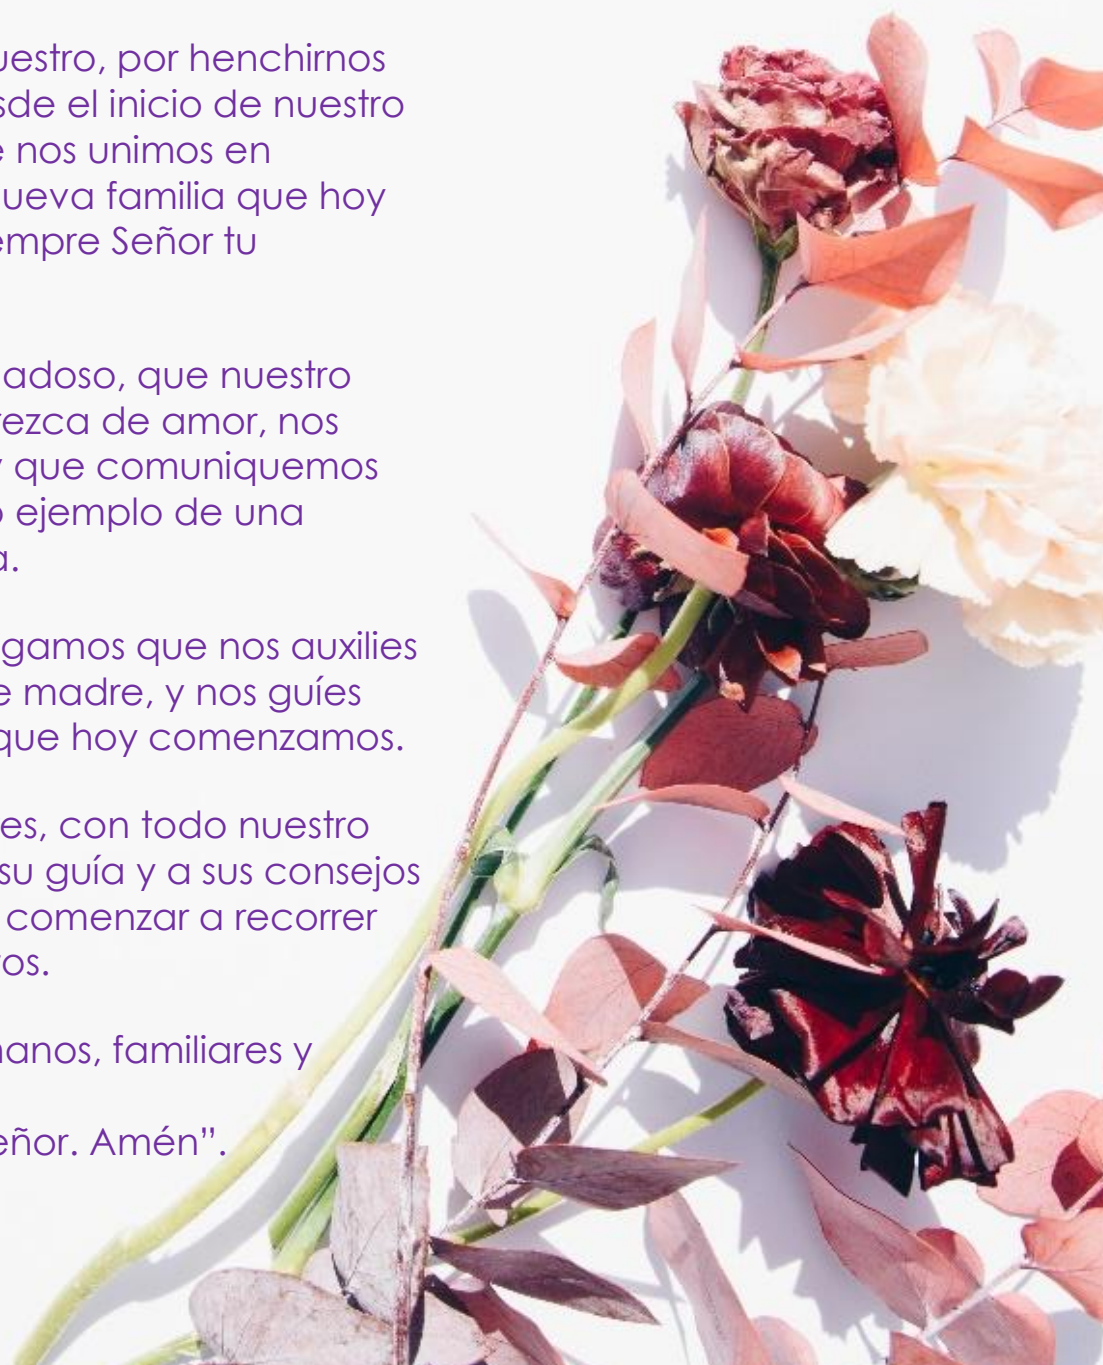 uestro, por henchirnos
sde el inicio de nuestro
e nos unimos en
ueva familia que hoy
empre Señor tu
adoso, que nuestro
rezca de amor, nos
y que comuniquemos
o ejemplo de una
a.
gamos que nos auxilies
e madre, y nos guíes
que hoy comenzamos.
es, con todo nuestro
su guía y a sus consejos
comenzar a recorrer
ros.
nanos, familiares y
eñor. Amén”.